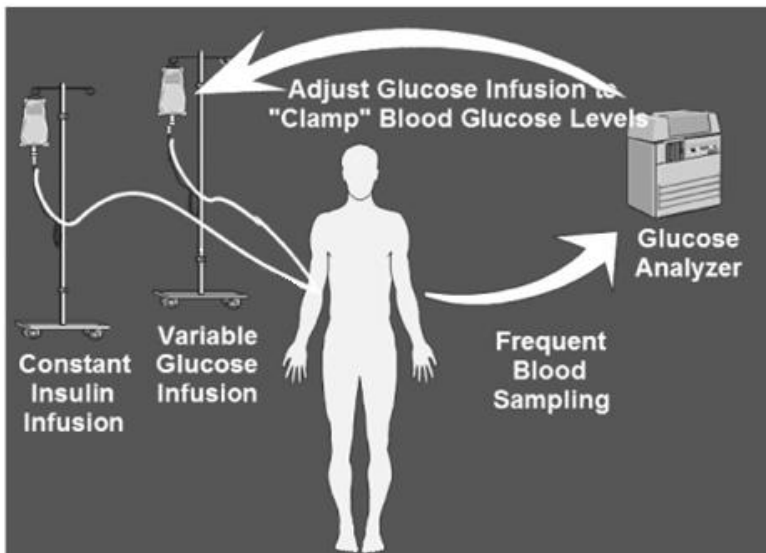 Adjust Glucose Infusion to
"Clamp" Blood Glucose Levels
Glucose
Analyzer
Variable
Glucose
Infusion
Constant
Insulin
Infusion
Frequent
Blood
Sampling